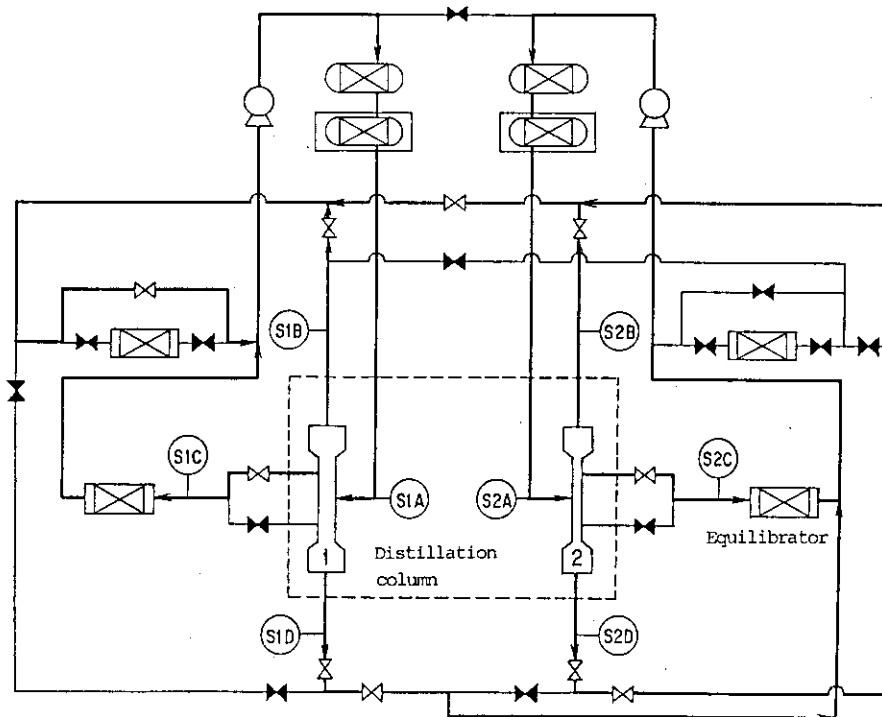 S1B
S2B
S1C
S2C
S1A
S2A
1
2
Distillation
column
Equilibrator
S1D
S2D